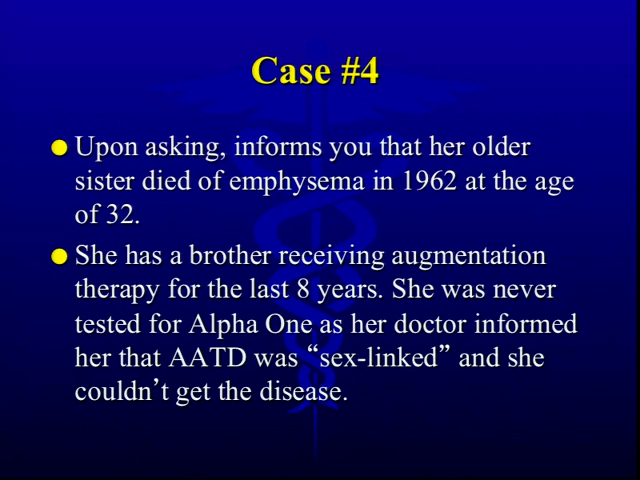 Case #4
Upon asking, informs you that her older
sister died of emphysema in 1962 at the age
of 32.
She has a brother receiving augmentation
therapy for the last 8 years. She was never
tested for Alpha One as her doctor informed
her that AATD was “sex-linked” and she
couldn’t get the disease.